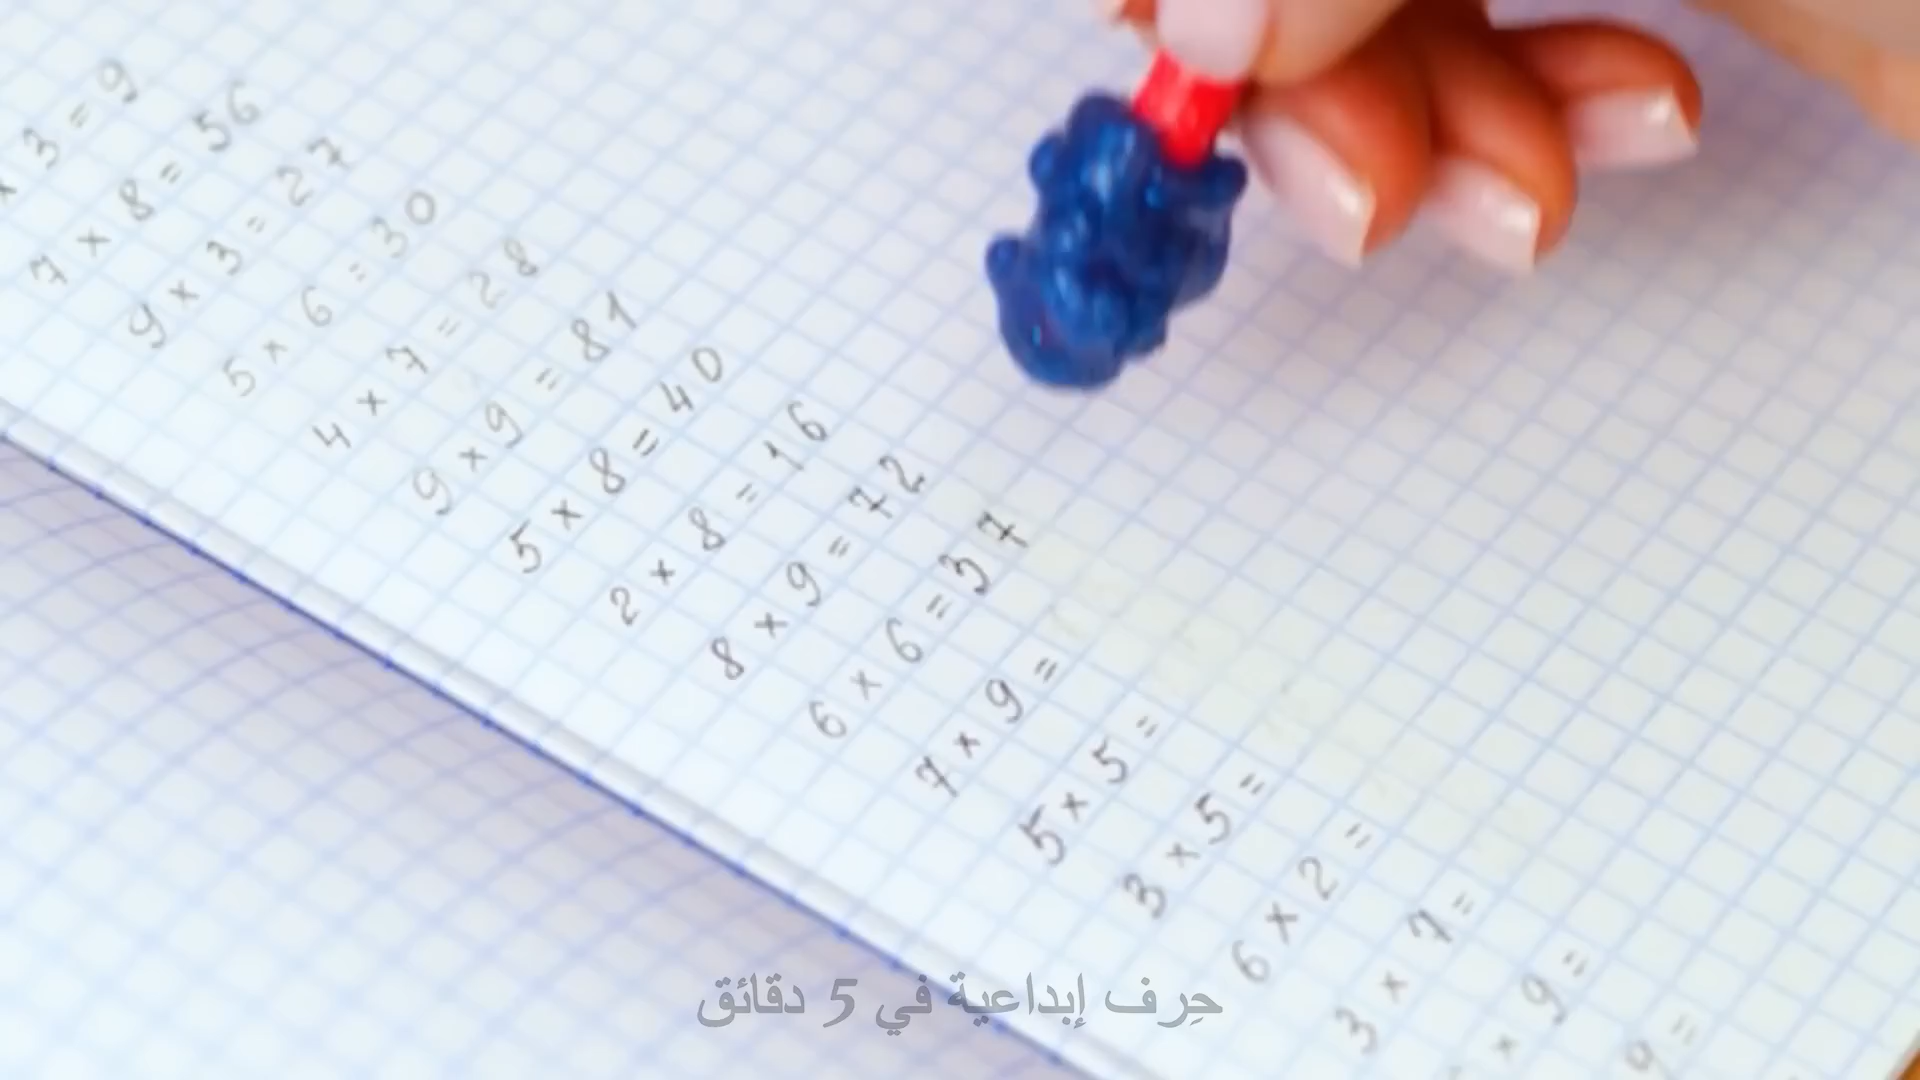 x 3 = 9
7 x 8 = 56
9 x 3 = 27
5 x 6 = 30
4 x 7 = 28
9 x 9 = 81
5 x 8 = 40
2 x 8 = 16
8 x 9 = 72
6 x 6 = 37
7 x 9 =
5 x 5 =
3 x 5 =
6 x 2 =
3 x 7 =
x 9 =
9 =
حِرف إبداعية في 5 دقائق